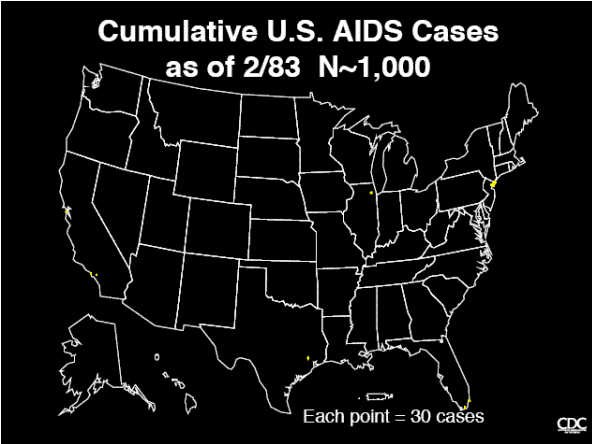 Cumulative U.S. AIDS Cases
as of 2/83 N~1,000
Each point = 30 cases
CDC